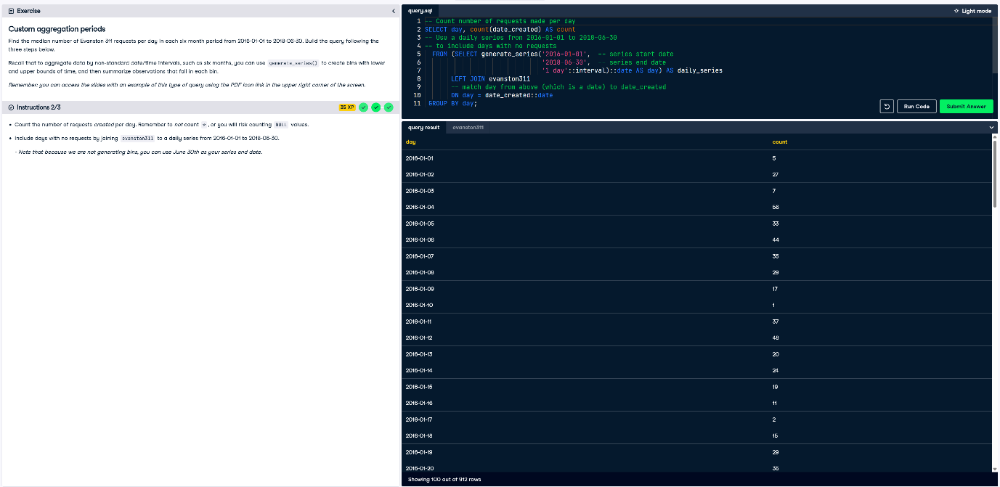 Exercise
Custom aggregation periods
Find the median number of Evanston 311 requests per day in each six month period from 2016-01-01 to 2018-06-30. Build the query following the
three steps below.
Recall that to aggregate data by non-standard date/time intervals, such as six months, you can use generate_series() to create bins with lower
and upper bounds of time, and then summarize observations that fall in each bin.
Remember: you can access the slides with an example of this type of query using the PDF icon link in the upper right corner of the screen.
Instructions 2/3
35 XP
• Count the number of requests created per day. Remember to not count *, or you will risk counting NULL values.
• Include days with no requests by joining evanston311 to a daily series from 2016-01-01 to 2018-06-30.
- Note that because we are not generating bins, you can use June 30th as your series end date.
query.sql
Light mode
1 -- Count number of requests made per day
2 SELECT day, count(date_created) AS count
3 -- Use a daily series from 2016-01-01 to 2018-06-30
4 -- to include days with no requests
5 FROM (SELECT generate_series('2016-01-01', -- series start date
6 '2018-06-30', -- series end date
7 '1 day'::interval)::date AS day) AS daily_series
8 LEFT JOIN evanston311
9 -- match day from above (which is a date) to date_created
10 ON day = date_created::date
11 GROUP BY day;
Run Code
Submit Answer
query result
evanston311
day count
2016-01-01 5
2016-01-02 27
2016-01-03 7
2016-01-04 56
2016-01-05 33
2016-01-06 44
2016-01-07 35
2016-01-08 29
2016-01-09 17
2016-01-10 1
2016-01-11 37
2016-01-12 48
2016-01-13 20
2016-01-14 24
2016-01-15 19
2016-01-16 11
2016-01-17 2
2016-01-18 15
2016-01-19 29
2016-01-20 35
Showing 100 out of 912 rows